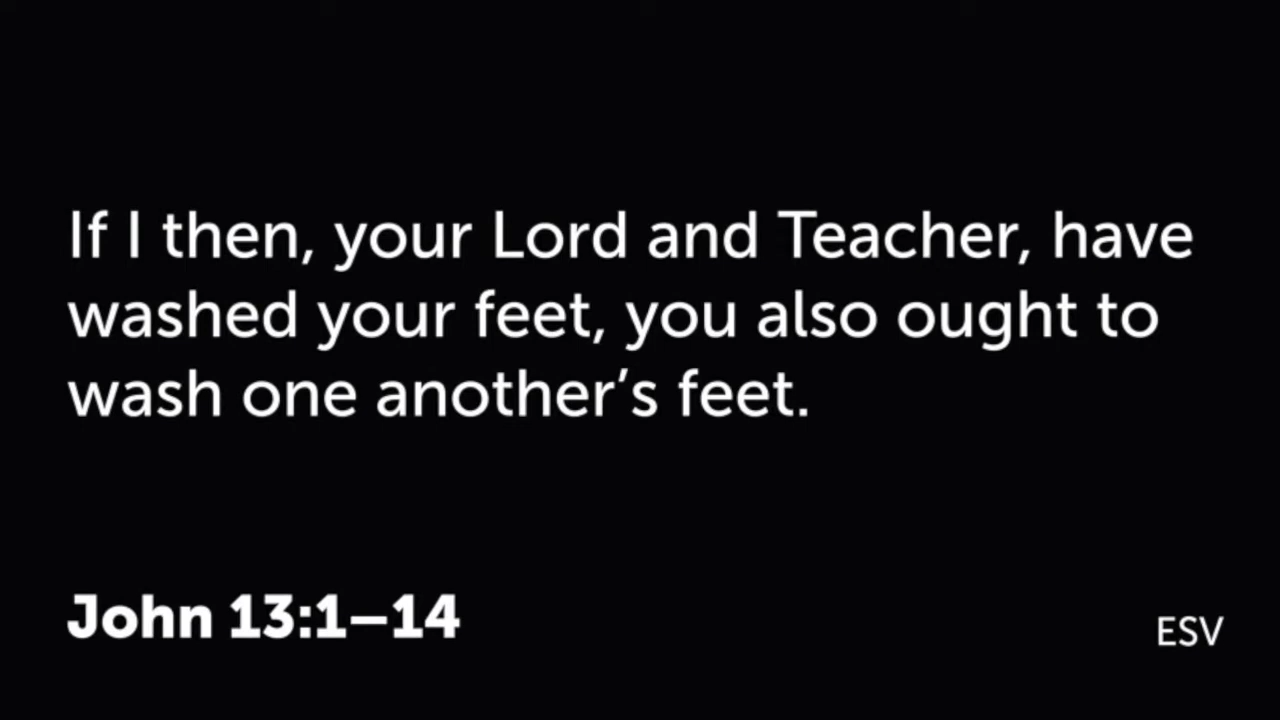 If I then, your Lord and Teacher, have
washed your feet, you also ought to
wash one another’s feet.
John 13:1–14
ESV